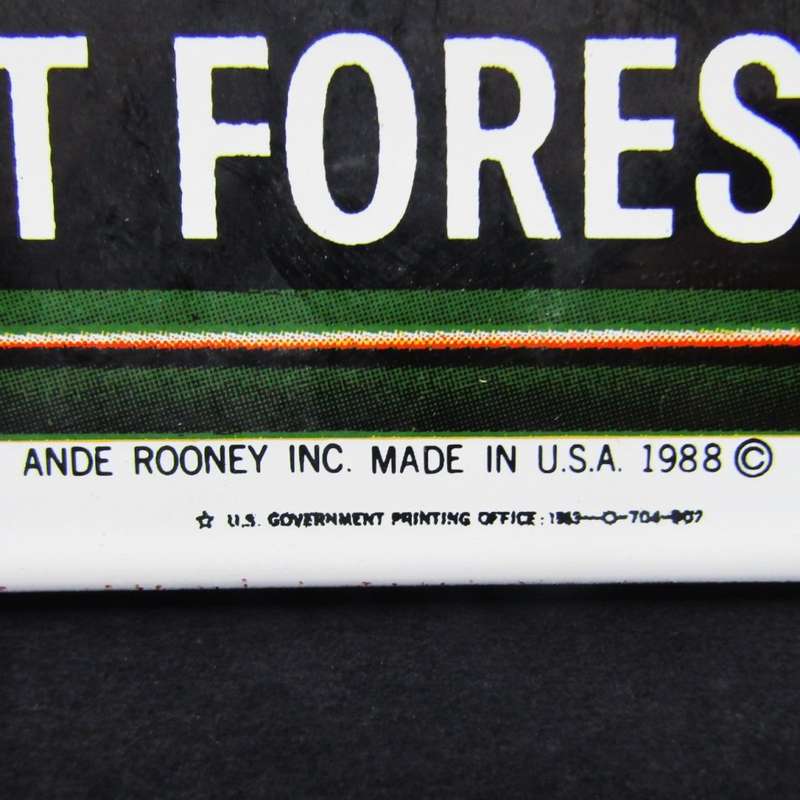 T FORES
ANDE ROONEY INC. MADE IN U.S.A. 1988 ©
☆ U.S. GOVERNMENT PRINTING OFFICE :